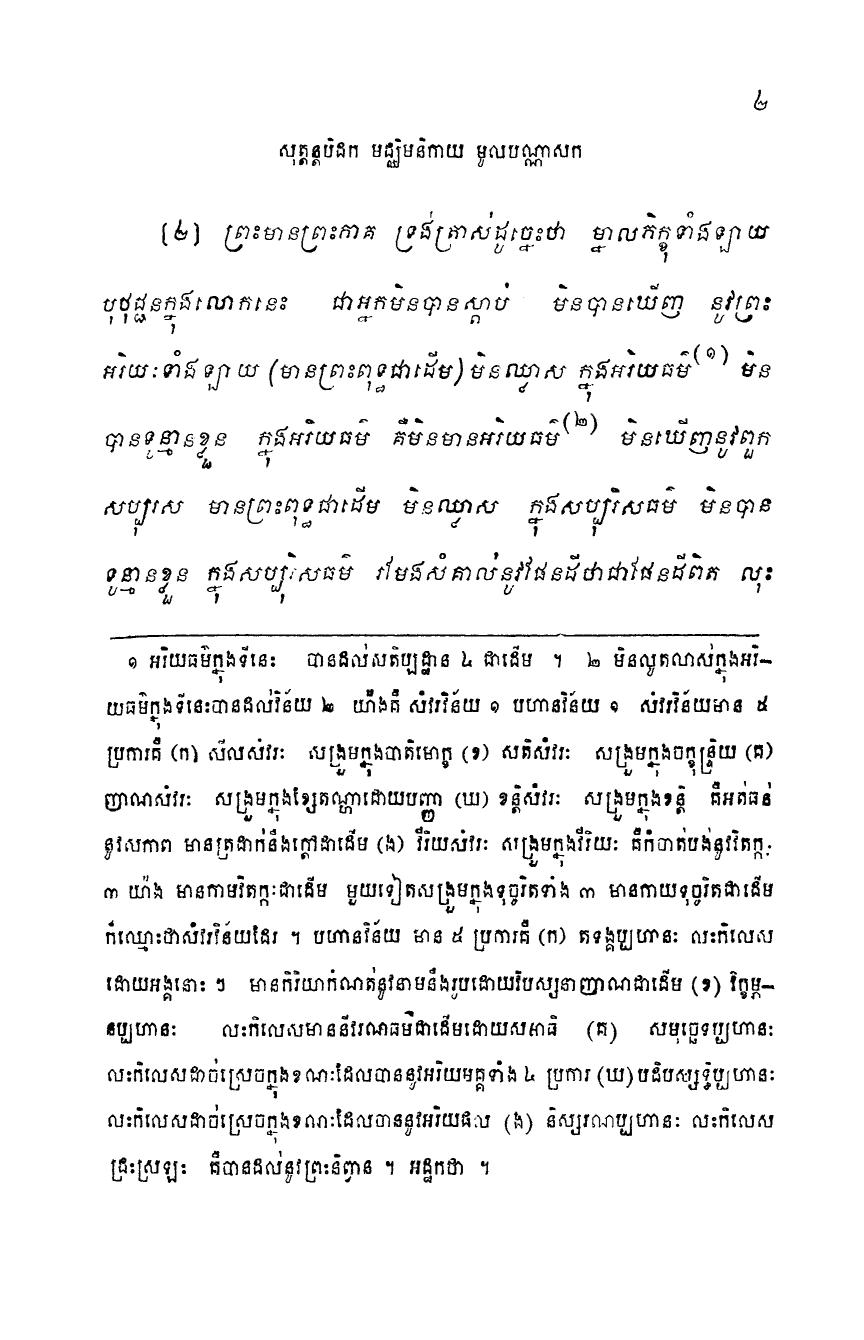 ២
សុត្តន្តបិដក មជ្ឈិមនិកាយ មូលបណ្ណាសក
[២] ព្រះមានព្រះភាគ ទ្រង់ត្រាស់ដូច្នេះថា ម្នាលភិក្ខុទាំងឡាយ
បុថុជ្ជនក្នុងលោកនេះ ជាអ្នកមិនបានស្តាប់ មិនបានឃើញ នូវព្រះ
អរិយៈទាំងឡាយ (មានព្រះពុទ្ធជាដើម) មិនឈ្វាស ក្នុងអរិយធម៌(១) មិន
បានទូន្មានខ្លួន ក្នុងអរិយធម៌ គឺមិនមានអរិយធម៌(២) មិនឃើញនូវពួក
សប្បុរស មានព្រះពុទ្ធជាដើម មិនឈ្វាស ក្នុងសប្បុរិសធម៌ មិនបាន
ទូន្មានខ្លួន ក្នុងសប្បុរិសធម៌ រមែងសំគាល់នូវផែនដីថាជាផែនដីពិត លុះ
១ អរិយធម៌ក្នុងទីនេះ បានដល់សតិប្បដ្ឋាន ៤ ជាដើម ។ ២ មិនលូតលាស់ក្នុងអរិ-
យធម៌ក្នុងទីនេះបានដល់វិន័យ ២ យ៉ាងគឺ សំវរវិន័យ ១ បហានវិន័យ ១ សំវរវិន័យមាន ៥
ប្រការគឺ (ក) សីលសំវរៈ សង្រួមក្នុងបាតិមោក្ខ (ខ) សតិសំវរៈ សង្រួមក្នុងចក្ខុន្ទ្រិយ (គ)
ញាណសំវរៈ សង្រួមក្នុងខ្សែតណ្ហាដោយបញ្ញា (ឃ) ខន្តិសំវរៈ សង្រួមក្នុងខន្តិ គឺអត់ធន់
នូវសភាព មានត្រជាក់នឹងក្តៅជាដើម (ង) វីរិយសំវរៈ សង្រួមក្នុងវីរិយៈ គឺកំចាត់បង់នូវវិតក្កៈ
៣ យ៉ាង មានកាមវិតក្កៈជាដើម មួយទៀតសង្រួមក្នុងទុច្ចរិតទាំង ៣ មានកាយទុច្ចរិតជាដើម
ក៏ឈ្មោះថាសំវរវិន័យដែរ ។ បហានវិន័យ មាន ៥ ប្រការគឺ (ក) តទង្គប្បហានៈ លះកិលេស
ដោយអង្គនោះ ៗ មានកិរិយាកំណត់នូវនាមនឹងរូបដោយវិបស្សនាញាណជាដើម (ខ) វិក្ខម្ភ-
នប្បហានៈ លះកិលេសមាននីវរណធម៌ជាដើមដោយសមាធិ (គ) សមុច្ឆេទប្បហានៈ
លះកិលេសដាច់ស្រេចក្នុងខណៈដែលបាននូវអរិយមគ្គទាំង ៤ ប្រការ (ឃ) បដិបស្សទ្ធិប្បហានៈ
លះកិលេសដាច់ស្រេចក្នុងខណៈដែលបាននូវអរិយផល (ង) និស្សរណប្បហានៈ លះកិលេស
ជ្រះស្រឡះ គឺបានដល់នូវព្រះនិព្វាន ។ អដ្ឋកថា ។